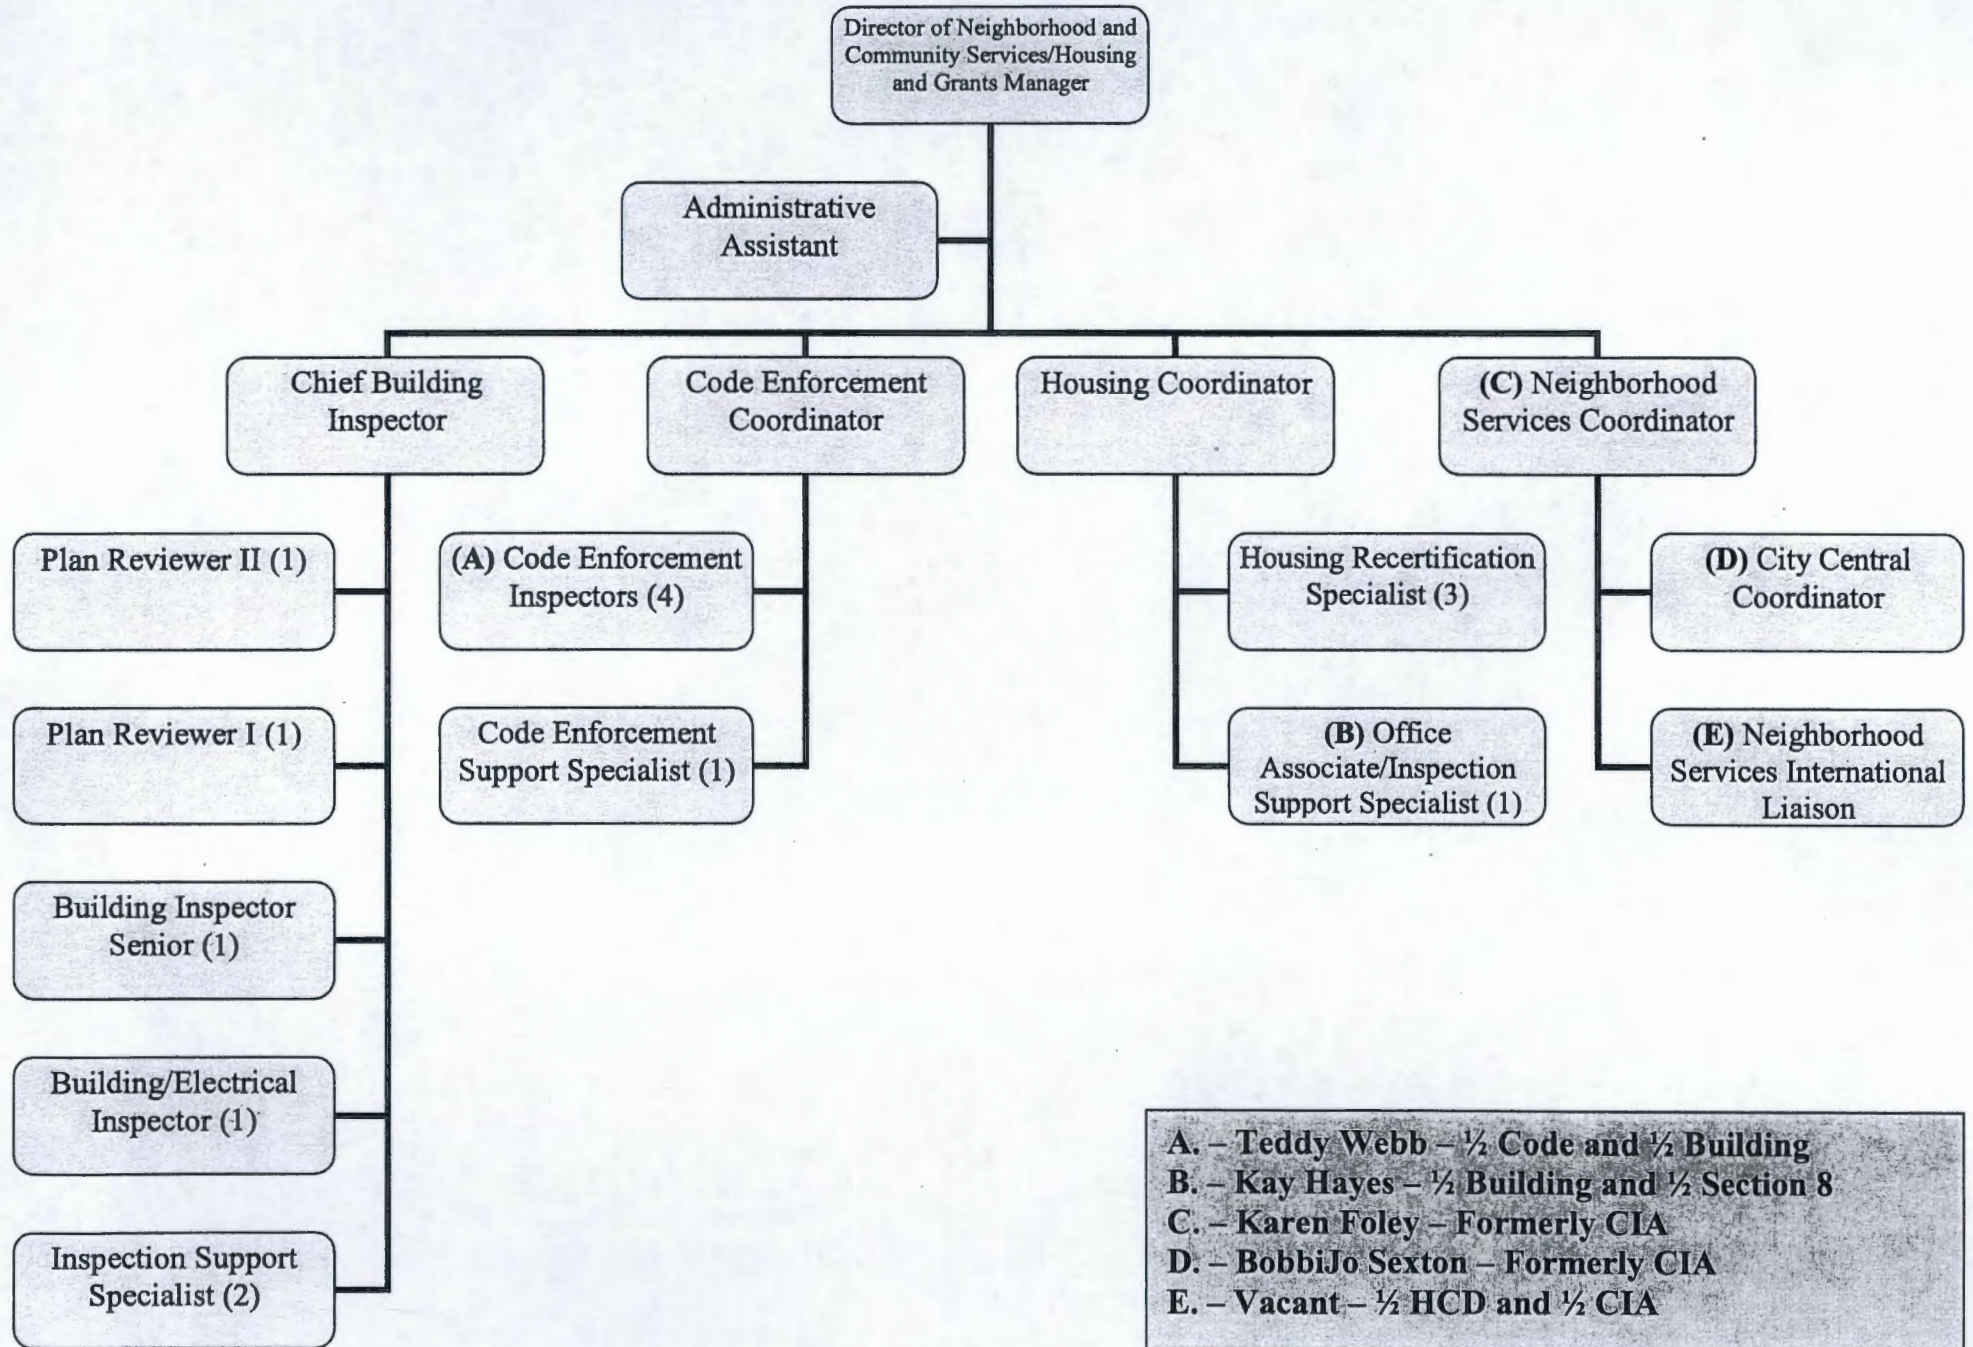 Director of Neighborhood and
Community Services/Housing
and Grants Manager
Administrative
Assistant
Chief Building
Inspector
Code Enforcement
Coordinator
Housing Coordinator
(C) Neighborhood
Services Coordinator
Plan Reviewer II (1)
Plan Reviewer I (1)
Building Inspector
Senior (1)
Building/Electrical
Inspector (1)
Inspection Support
Specialist (2)
(A) Code Enforcement
Inspectors (4)
Code Enforcement
Support Specialist (1)
Housing Recertification
Specialist (3)
(B) Office
Associate/Inspection
Support Specialist (1)
(D) City Central
Coordinator
(E) Neighborhood
Services International
Liaison
A. – Teddy Webb – ½ Code and ½ Building
B. – Kay Hayes – ½ Building and ½ Section 8
C. – Karen Foley – Formerly CIA
D. – BobbiJo Sexton – Formerly CIA
E. – Vacant – ½ HCD and ½ CIA